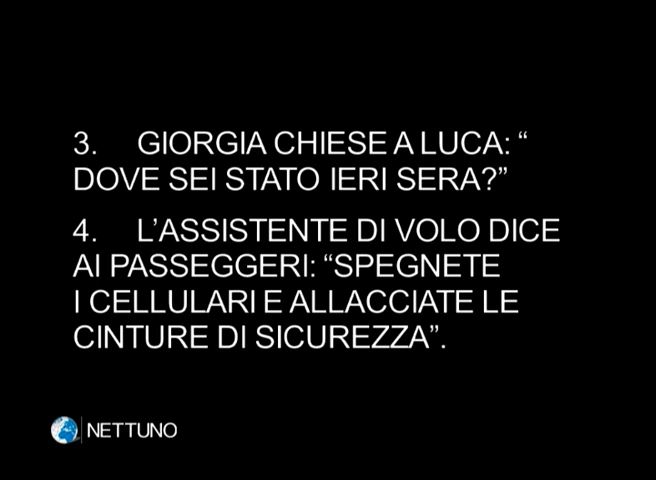 3. GIORGIA CHIESE A LUCA: “
DOVE SEI STATO IERI SERA?”
4. L’ASSISTENTE DI VOLO DICE
AI PASSEGGERI: “SPEGNETE
I CELLULARI E ALLACCIATE LE
CINTURE DI SICUREZZA”.
NETTUNO